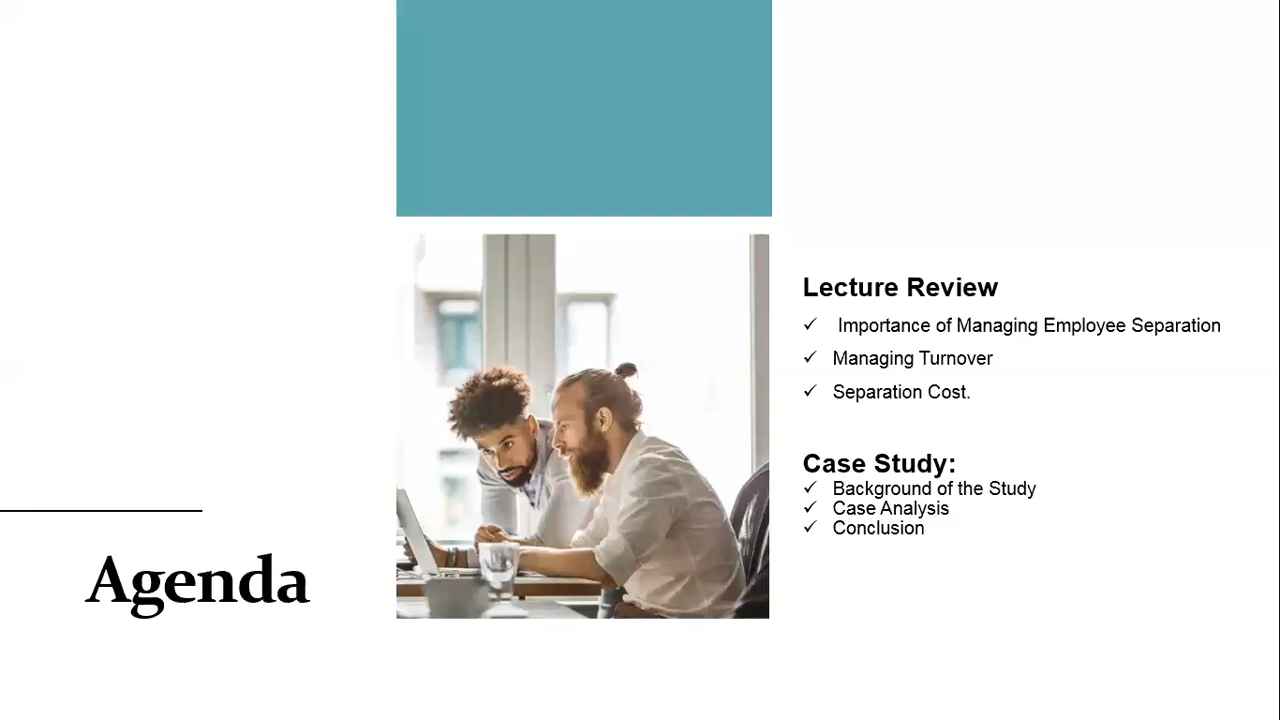 Agenda
Lecture Review
✓ Importance of Managing Employee Separation
✓ Managing Turnover
✓ Separation Cost.
Case Study:
✓ Background of the Study
✓ Case Analysis
✓ Conclusion